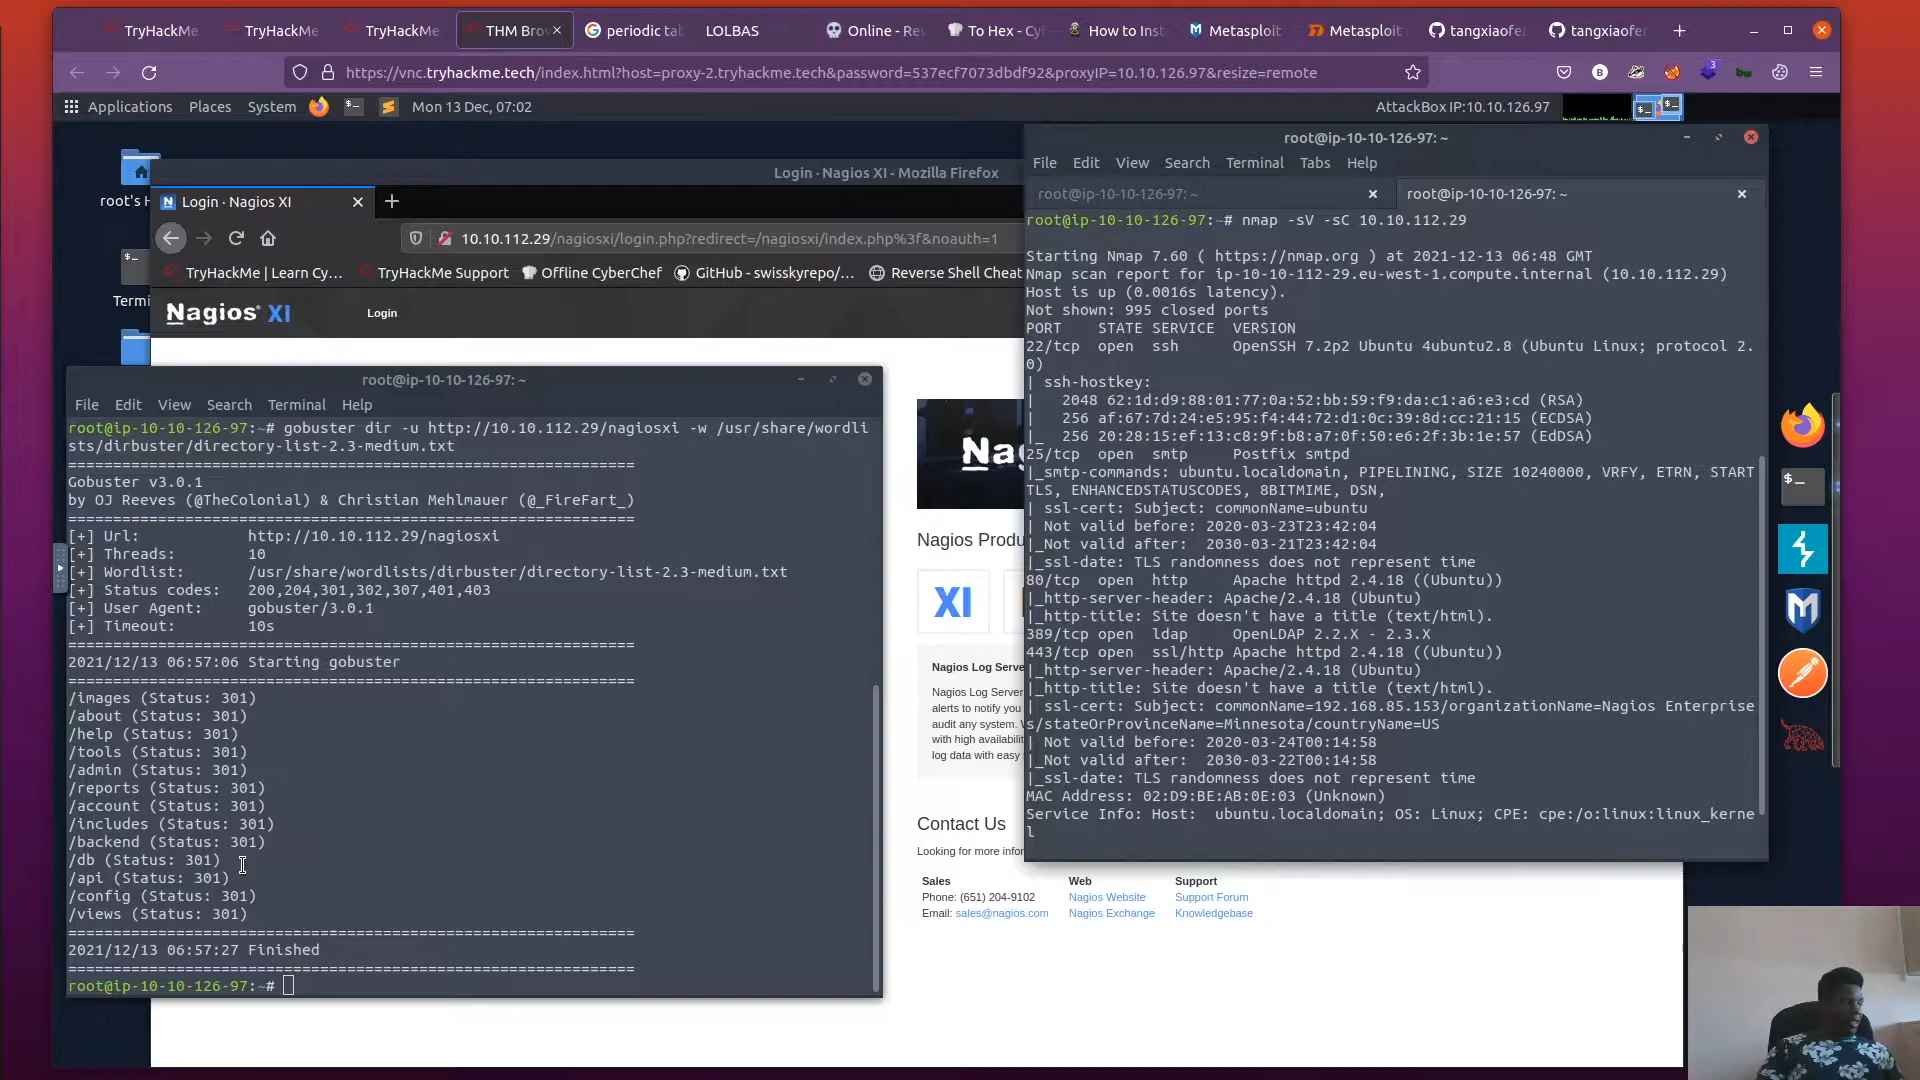 TryHackMe
TryHackMe
TryHackMe
THM Bro
periodic ta
LOLBAS
Online - Re
To Hex - Cy
How to Inst
Metasploit
Metasploit
tangxiaofe
tangxiaofer
https://vnc.tryhackme.tech/index.html?host=proxy-2.tryhackme.tech&password=537ecf7073dbdf92&proxyIP=10.10.126.97&resize=remote
3
Applications Places System Mon 13 Dec, 07:02
AttackBox IP:10.10.126.97
root's H
Termi
Login · Nagios XI - Mozilla Firefox
Login · Nagios XI
10.10.112.29/nagiosxi/login.php?redirect=/nagiosxi/index.php%3f&noauth=1
TryHackMe | Learn Cy... TryHackMe Support Offline CyberChef GitHub - swisskyrepo/... Reverse Shell Cheat
Nagios® XI Login
root@ip-10-10-126-97: ~
File Edit View Search Terminal Help
root@ip-10-10-126-97:~# gobuster dir -u http://10.10.112.29/nagiosxi -w /usr/share/wordli
sts/dirbuster/directory-list-2.3-medium.txt
===============================================================
Gobuster v3.0.1
by OJ Reeves (@TheColonial) & Christian Mehlmauer (@_FireFart_)
===============================================================
[+] Url: http://10.10.112.29/nagiosxi
[+] Threads: 10
[+] Wordlist: /usr/share/wordlists/dirbuster/directory-list-2.3-medium.txt
[+] Status codes: 200,204,301,302,307,401,403
[+] User Agent: gobuster/3.0.1
[+] Timeout: 10s
===============================================================
2021/12/13 06:57:06 Starting gobuster
===============================================================
/images (Status: 301)
/about (Status: 301)
/help (Status: 301)
/tools (Status: 301)
/admin (Status: 301)
/reports (Status: 301)
/account (Status: 301)
/includes (Status: 301)
/backend (Status: 301)
/db (Status: 301)
/api (Status: 301)
/config (Status: 301)
/views (Status: 301)
===============================================================
2021/12/13 06:57:27 Finished
===============================================================
root@ip-10-10-126-97:~#
Na
Nagios Produ
XI
Nagios Log Serve
Nagios Log Server
alerts to notify you
audit any system.
with high availabili
log data with easy
Contact Us
Looking for more infor
Sales
Phone: (651) 204-9102
Email: sales@nagios.com
Web
Nagios Website
Nagios Exchange
Support
Support Forum
Knowledgebase
root@ip-10-10-126-97: ~
File Edit View Search Terminal Tabs Help
root@ip-10-10-126-97: ~
root@ip-10-10-126-97: ~
root@ip-10-10-126-97:~# nmap -sV -sC 10.10.112.29
Starting Nmap 7.60 ( https://nmap.org ) at 2021-12-13 06:48 GMT
Nmap scan report for ip-10-10-112-29.eu-west-1.compute.internal (10.10.112.29)
Host is up (0.0016s latency).
Not shown: 995 closed ports
PORT STATE SERVICE VERSION
22/tcp open ssh OpenSSH 7.2p2 Ubuntu 4ubuntu2.8 (Ubuntu Linux; protocol 2.
0)
| ssh-hostkey:
| 2048 62:1d:d9:88:01:77:0a:52:bb:59:f9:da:c1:a6:e3:cd (RSA)
| 256 af:67:7d:24:e5:95:f4:44:72:d1:0c:39:8d:cc:21:15 (ECDSA)
|_ 256 20:28:15:ef:13:c8:9f:b8:a7:0f:50:e6:2f:3b:1e:57 (EdDSA)
25/tcp open smtp Postfix smtpd
|_smtp-commands: ubuntu.localdomain, PIPELINING, SIZE 10240000, VRFY, ETRN, START
TLS, ENHANCEDSTATUSCODES, 8BITMIME, DSN,
| ssl-cert: Subject: commonName=ubuntu
| Not valid before: 2020-03-23T23:42:04
|_Not valid after: 2030-03-21T23:42:04
|_ssl-date: TLS randomness does not represent time
80/tcp open http Apache httpd 2.4.18 ((Ubuntu))
|_http-server-header: Apache/2.4.18 (Ubuntu)
|_http-title: Site doesn't have a title (text/html).
389/tcp open ldap OpenLDAP 2.2.X - 2.3.X
443/tcp open ssl/http Apache httpd 2.4.18 ((Ubuntu))
|_http-server-header: Apache/2.4.18 (Ubuntu)
|_http-title: Site doesn't have a title (text/html).
| ssl-cert: Subject: commonName=192.168.85.153/organizationName=Nagios Enterprise
s/stateOrProvinceName=Minnesota/countryName=US
| Not valid before: 2020-03-24T00:14:58
|_Not valid after: 2030-03-22T00:14:58
|_ssl-date: TLS randomness does not represent time
MAC Address: 02:D9:BE:AB:0E:03 (Unknown)
Service Info: Host: ubuntu.localdomain; OS: Linux; CPE: cpe:/o:linux:linux_kerne
l